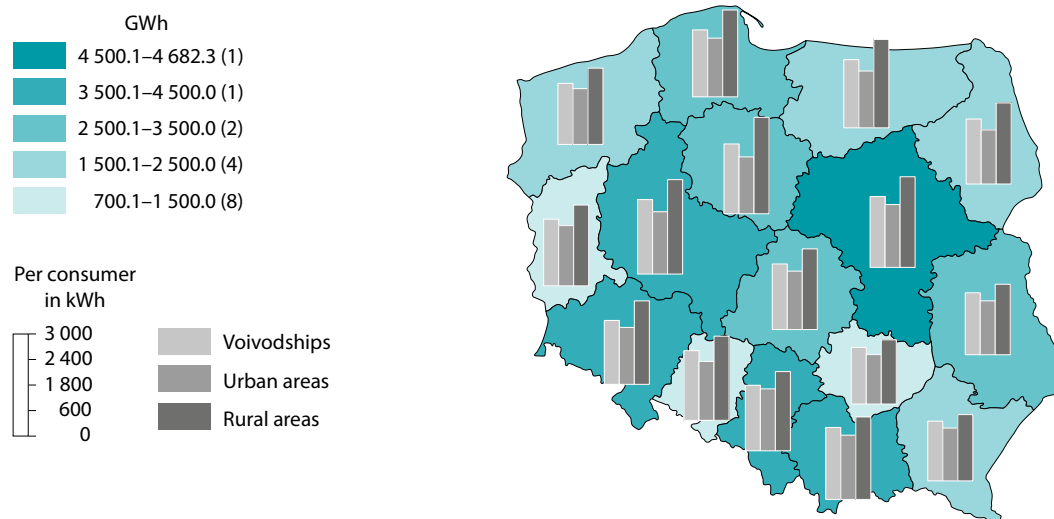 GWh
4 500.1–4 682.3 (1)
3 500.1–4 500.0 (1)
2 500.1–3 500.0 (2)
1 500.1–2 500.0 (4)
700.1–1 500.0 (8)
Per consumer
in kWh
3 000
2 400
1 800
600
0
Voivodships
Urban areas
Rural areas